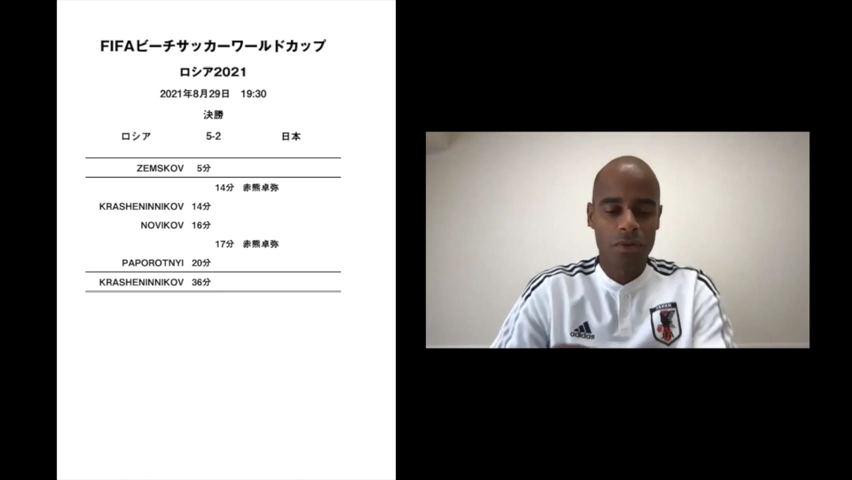 FIFAビーチサッカーワールドカップ
ロシア2021
2021年8月29日 19:30
決勝
ロシア 5-2 日本
ZEMSKOV 5分
14分 赤熊卓弥
KRASHENINNIKOV 14分
NOVIKOV 16分
17分 赤熊卓弥
PAPOROTNYI 20分
KRASHENINNIKOV 36分
adidas
JAPAN